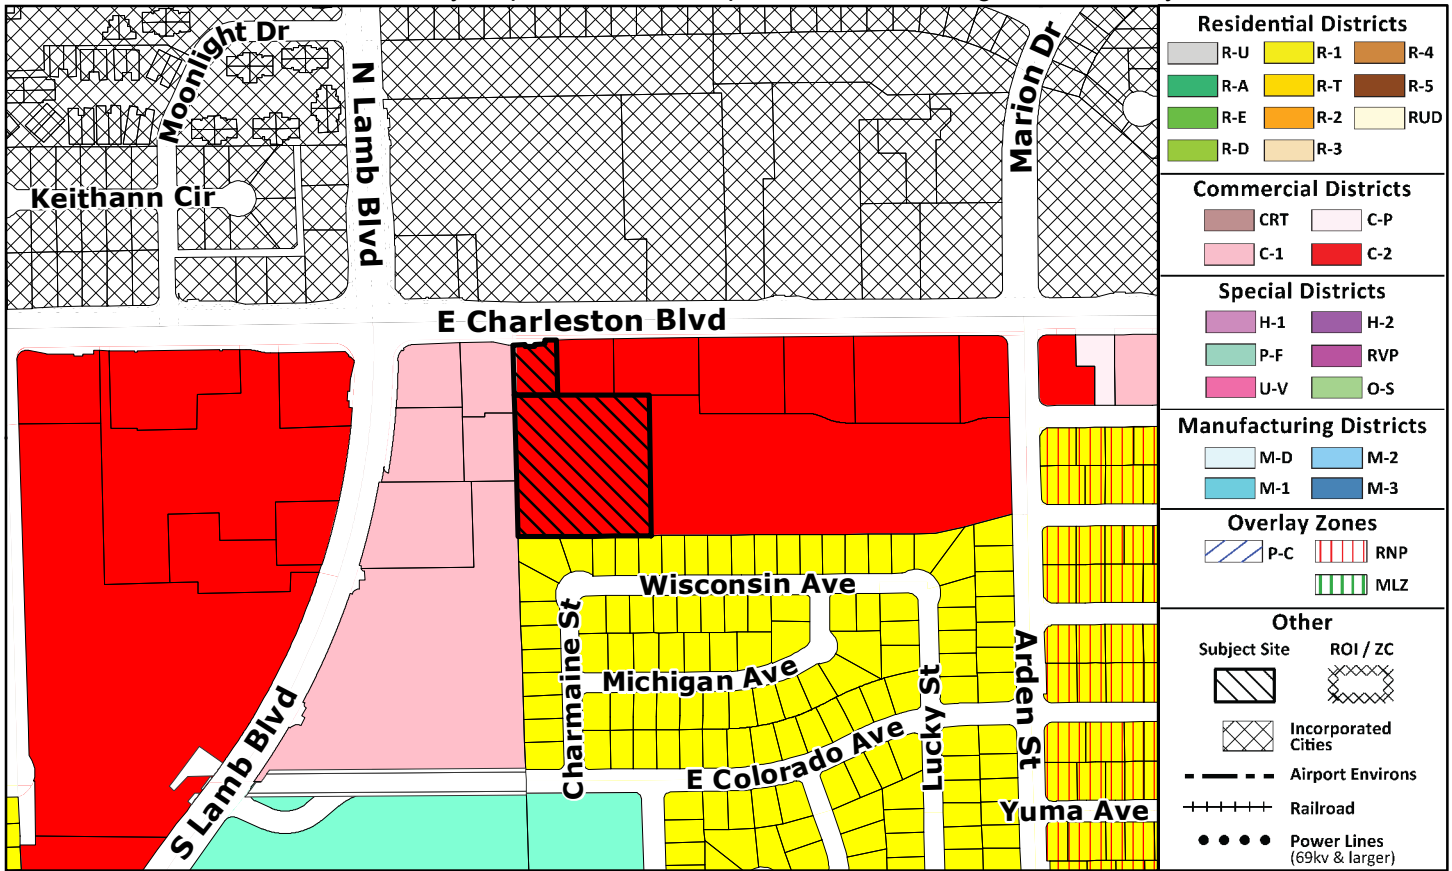 Moonlight Dr
N Lamb Blvd
Marion Dr
Keithann Cir
E Charleston Blvd
Wisconsin Ave
Charmaine St
Michigan Ave
Lucky St
Arden St
E Colorado Ave
S Lamb Blvd
Yuma Ave
Residential Districts
R-U R-1 R-4
R-A R-T R-5
R-E R-2 RUD
R-D R-3
Commercial Districts
CRT C-P
C-1 C-2
Special Districts
H-1 H-2
P-F RVP
U-V O-S
Manufacturing Districts
M-D M-2
M-1 M-3
Overlay Zones
P-C RNP
MLZ
Other
Subject Site ROI / ZC
Incorporated
Cities
Airport Environs
Railroad
Power Lines
(69kv & larger)